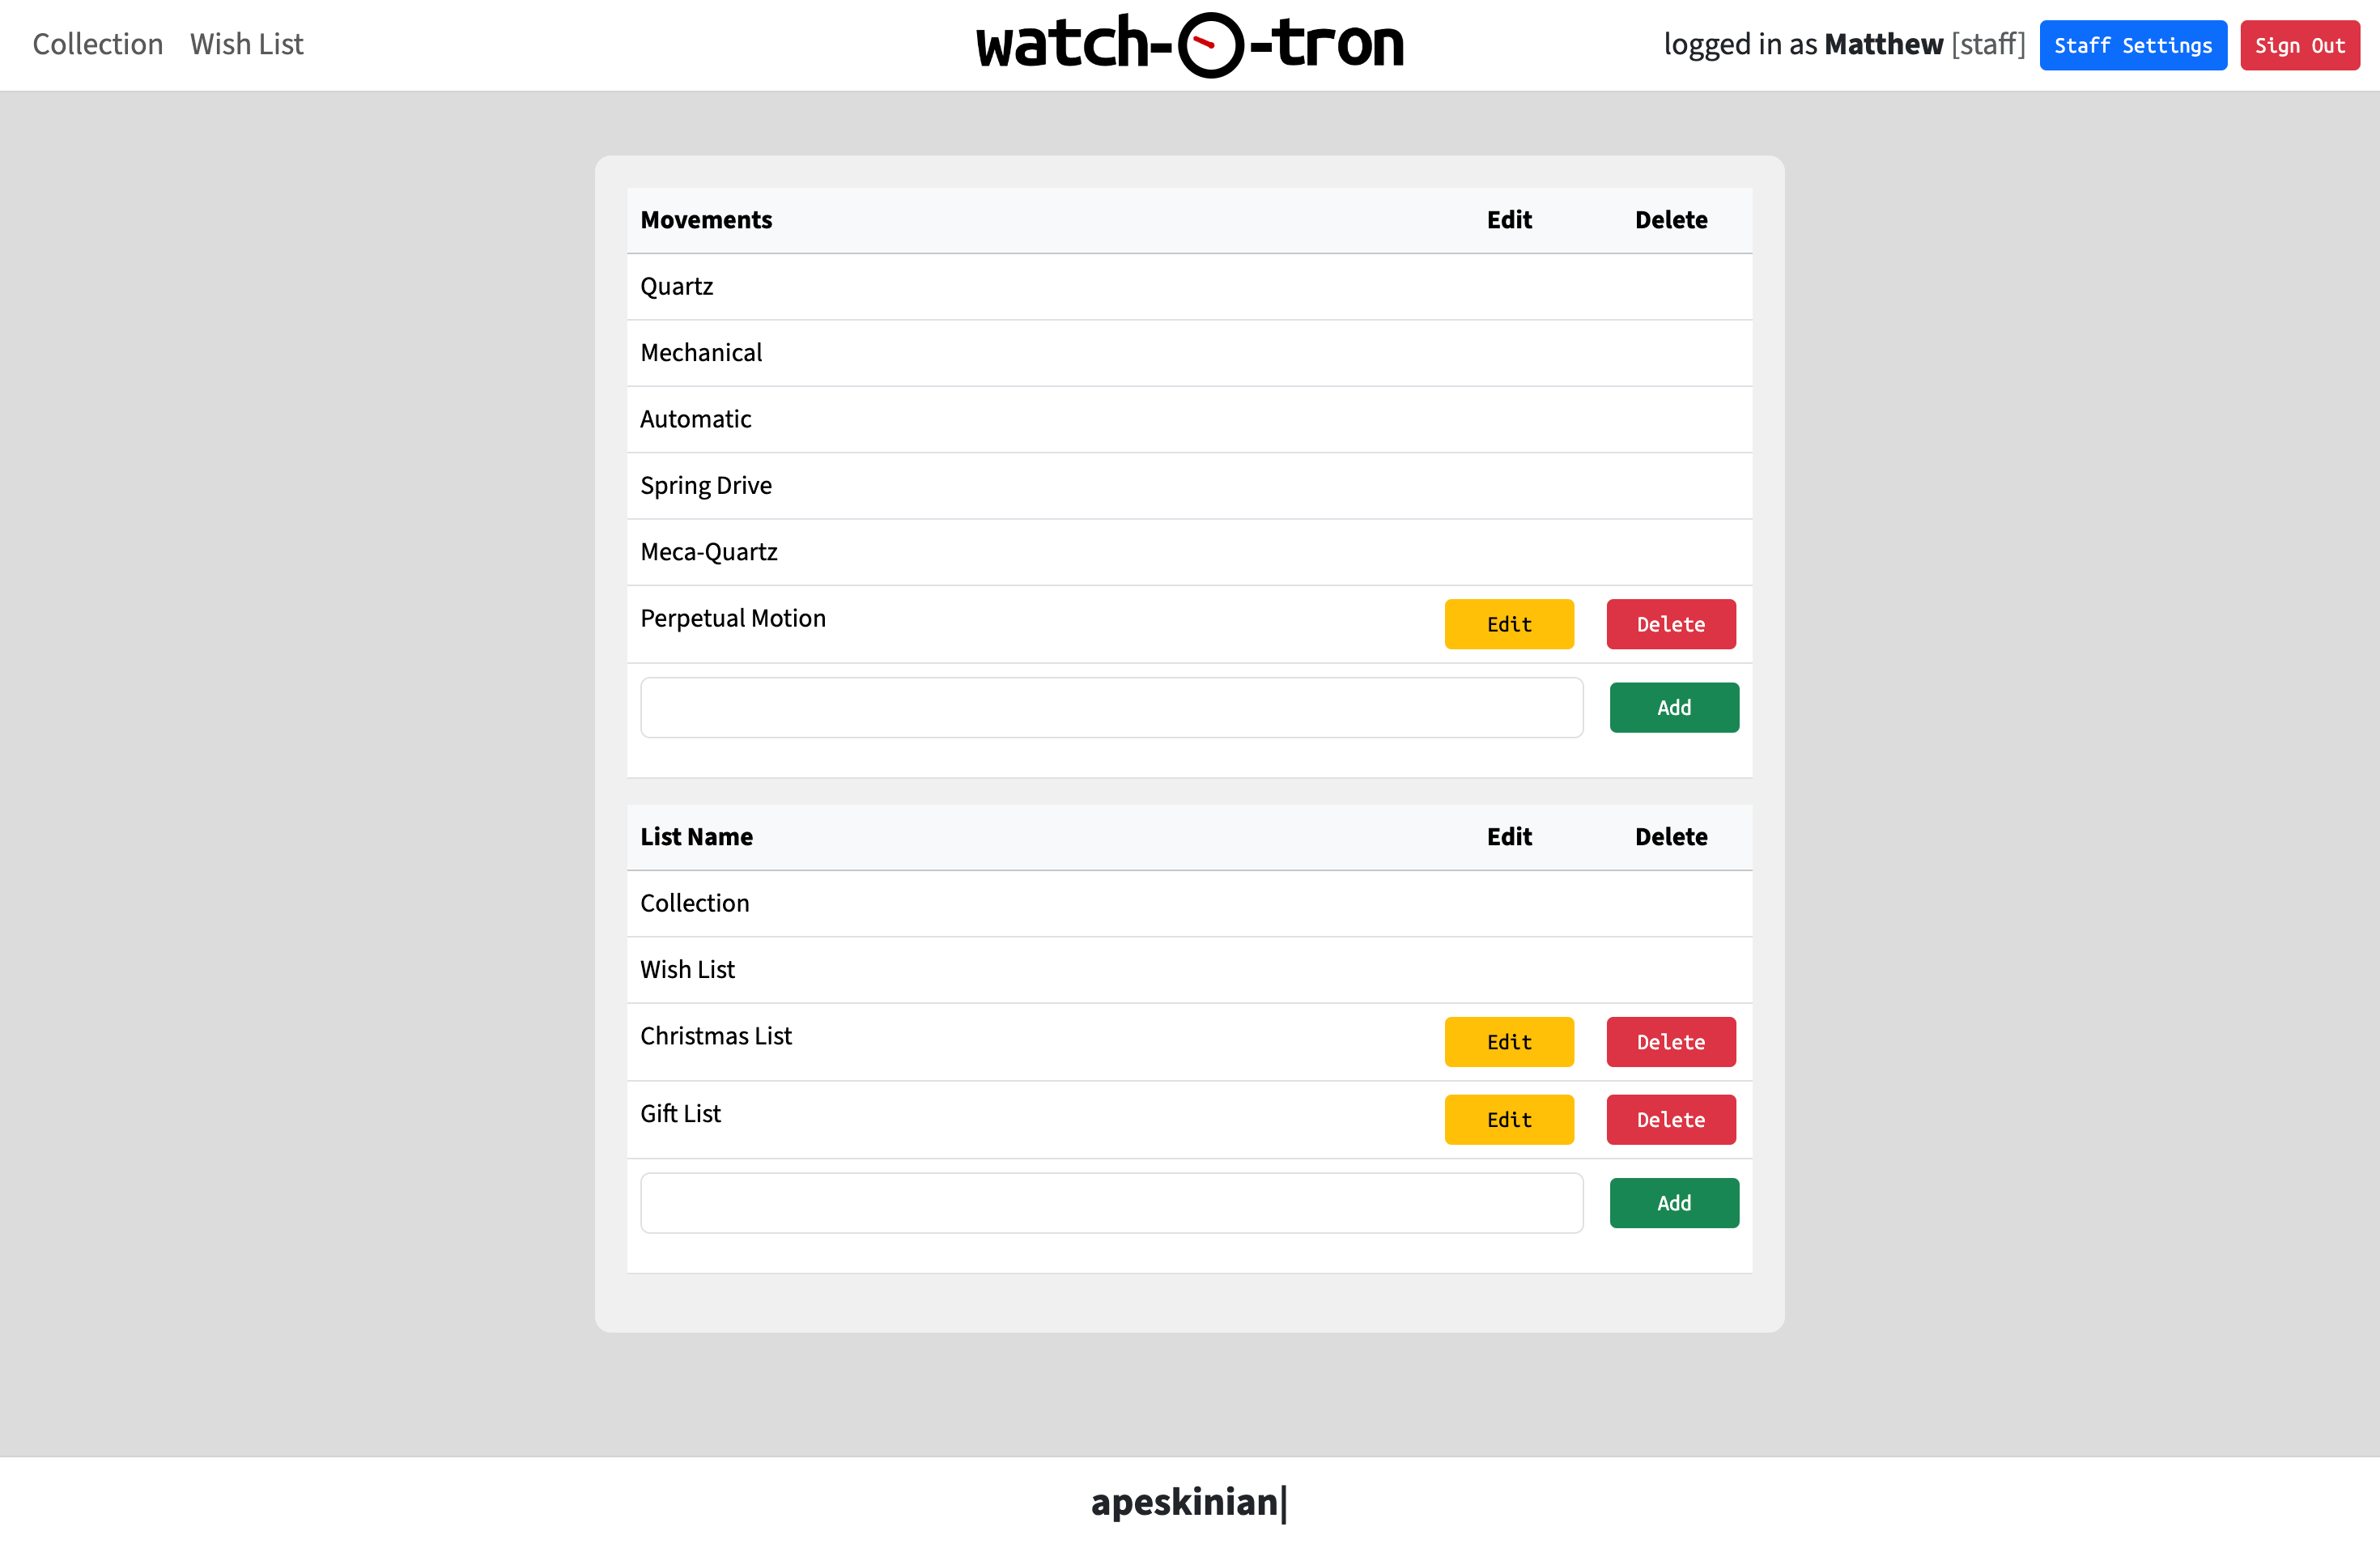 Collection Wish List watch-O-tron logged in as Matthew [staff] Staff Settings Sign Out
Movements Edit Delete
Quartz
Mechanical
Automatic
Spring Drive
Meca-Quartz
Perpetual Motion Edit Delete
Add
List Name Edit Delete
Collection
Wish List
Christmas List Edit Delete
Gift List Edit Delete
Add
apeskinian|